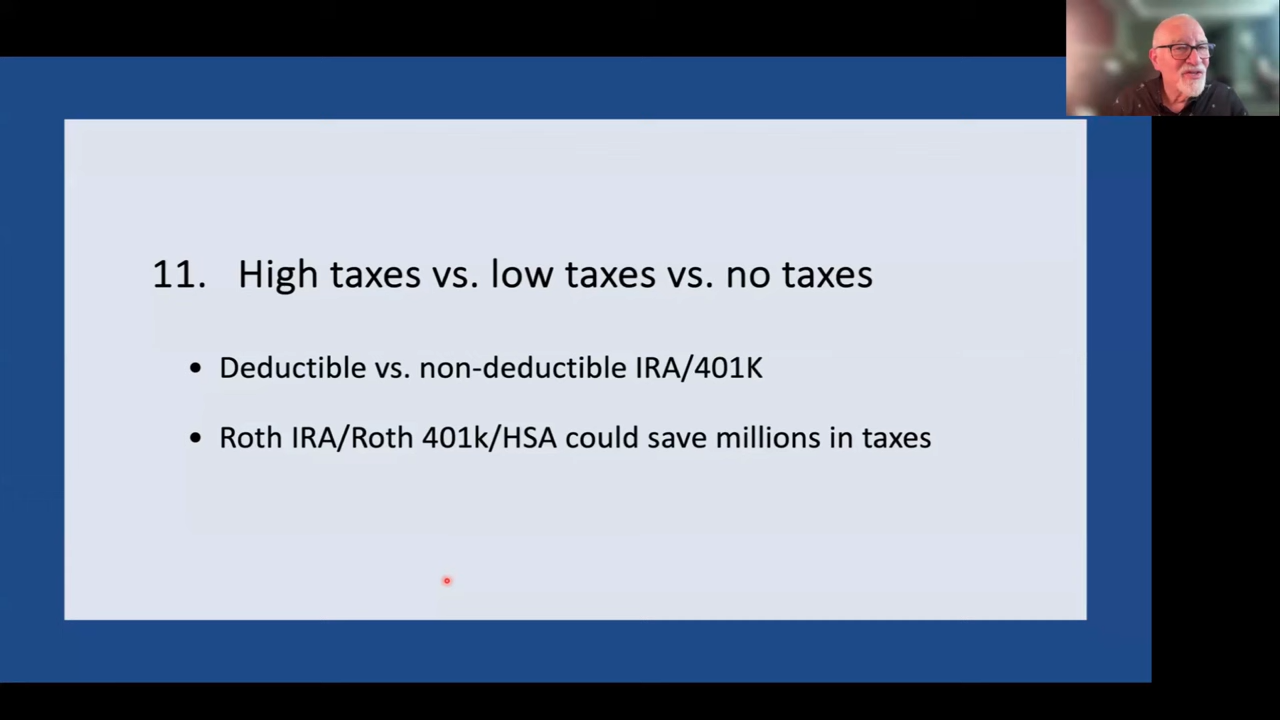 11. High taxes vs. low taxes vs. no taxes
• Deductible vs. non-deductible IRA/401K
• Roth IRA/Roth 401k/HSA could save millions in taxes